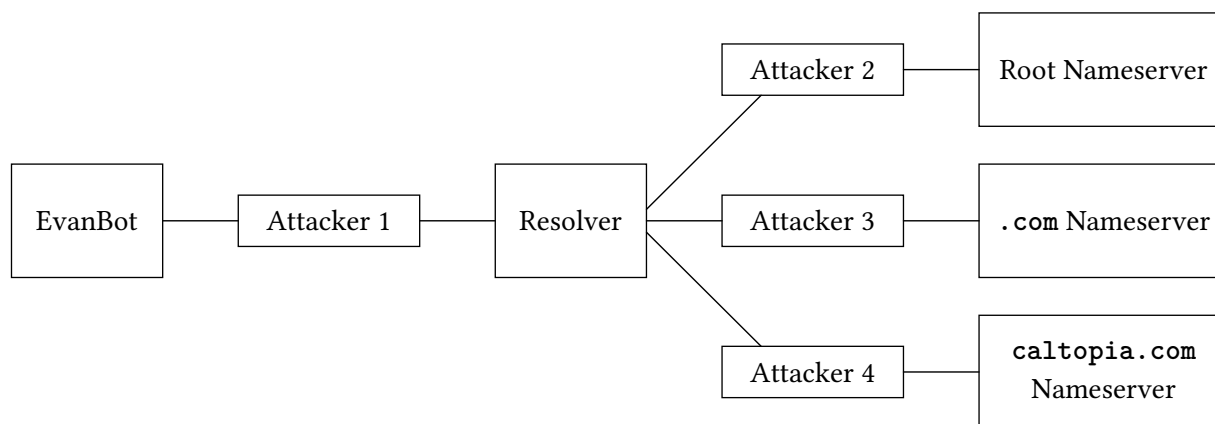 Attacker 2
Root Nameserver
EvanBot
Attacker 1
Resolver
Attacker 3
.com Nameserver
Attacker 4
caltopia.com
Nameserver